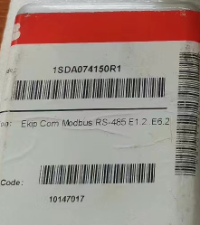 B
1SDA074150R1
Ekip Com Modbus RS-485 E1.2..E6.2
Code:
10147017